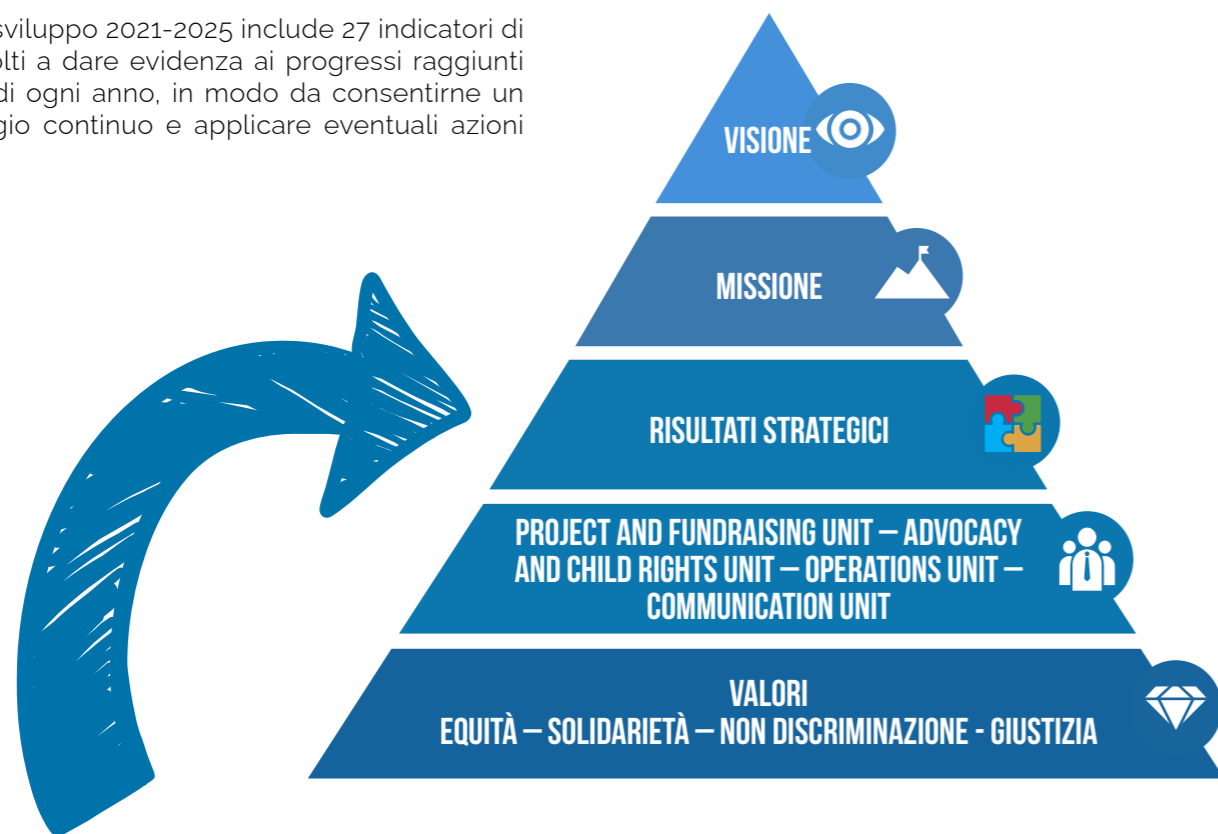 sviluppo 2021-2025 include 27 indicatori di
olti a dare evidenza ai progressi raggiunti
di ogni anno, in modo da consentirne un
gio continuo e applicare eventuali azioni
VISIONE
MISSIONE
RISULTATI STRATEGICI
PROJECT AND FUNDRAISING UNIT – ADVOCACY
AND CHILD RIGHTS UNIT – OPERATIONS UNIT –
COMMUNICATION UNIT
VALORI
EQUITÀ – SOLIDARIETÀ – NON DISCRIMINAZIONE - GIUSTIZIA